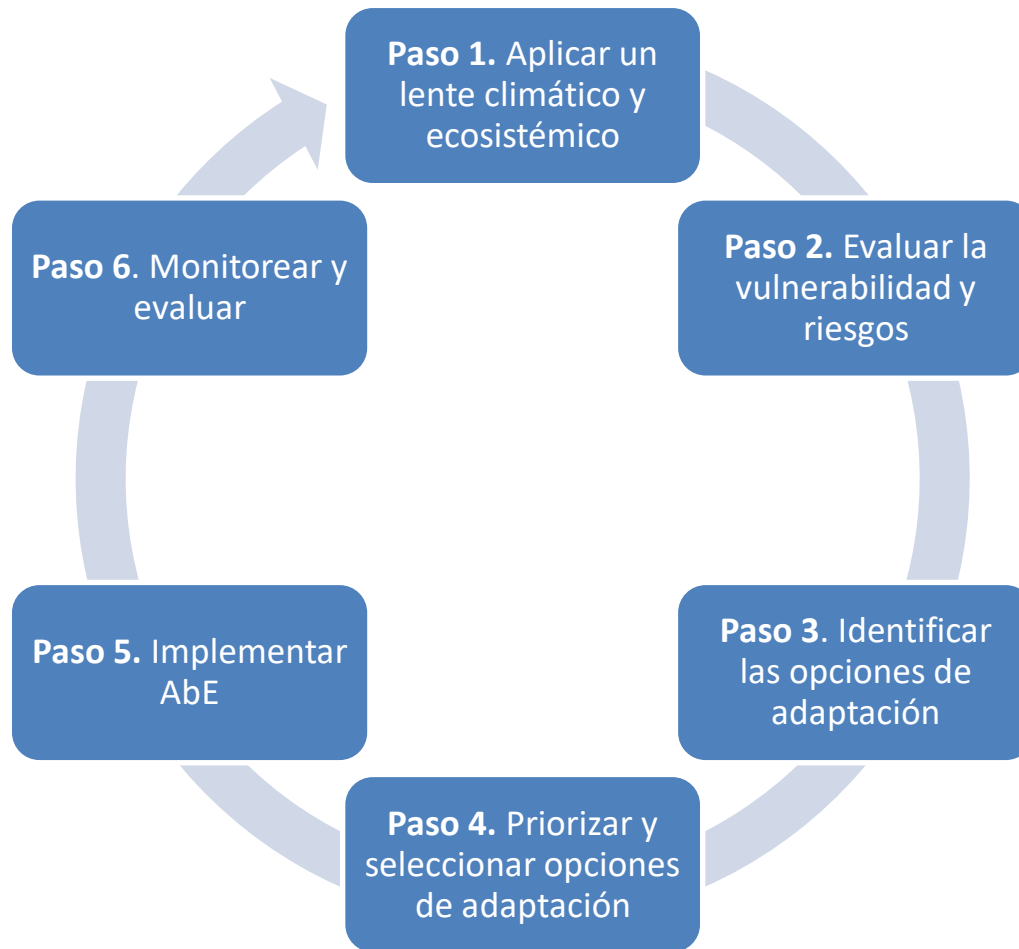 Paso 1. Aplicar un
lente climático y
ecosistémico
Paso 2. Evaluar la
vulnerabilidad y
riesgos
Paso 3. Identificar
las opciones de
adaptación
Paso 4. Priorizar y
seleccionar opciones
de adaptación
Paso 5. Implementar
AbE
Paso 6. Monitorear y
evaluar